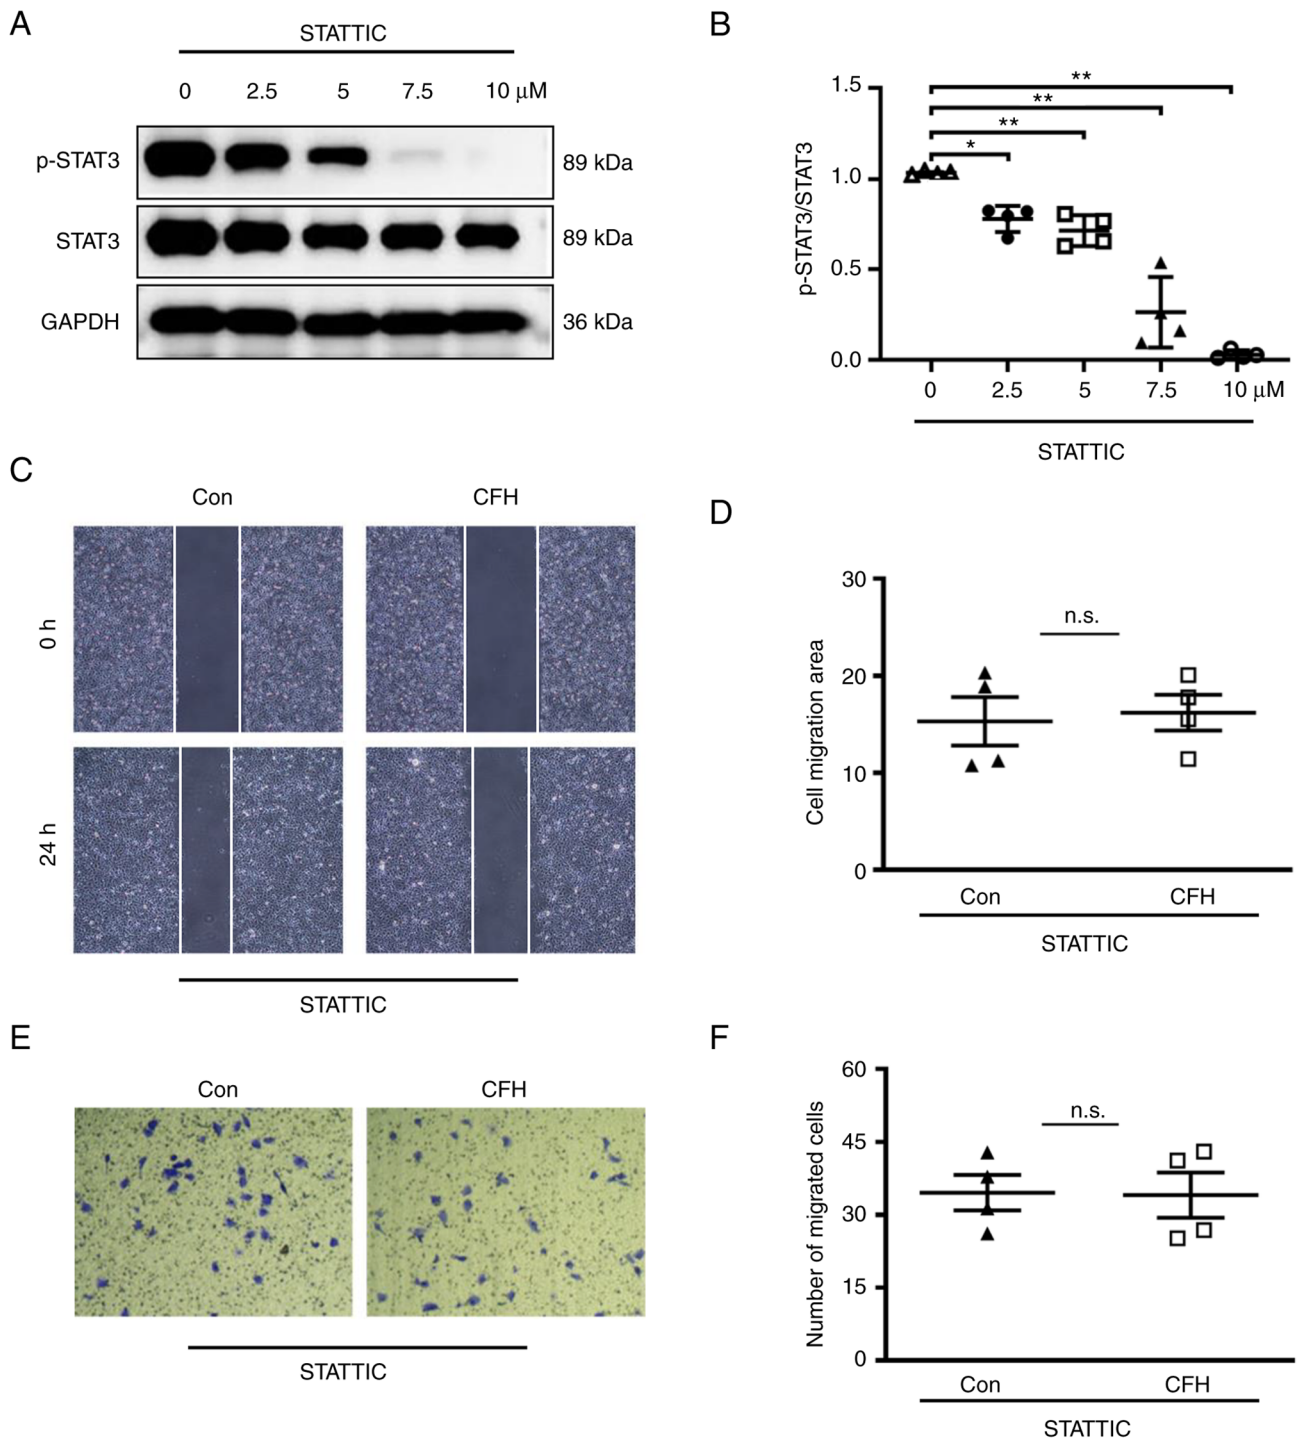 A
STATTIC
0 2.5 5 7.5 10 μM
p-STAT3 89 kDa
STAT3 89 kDa
GAPDH 36 kDa
B
p-STAT3/STAT3
1.5
1.0
0.5
0.0
**
**
**
*
0 2.5 5 7.5 10 μM
STATTIC
C
Con CFH
0 h
24 h
STATTIC
D
Cell migration area
30
20
10
0
n.s.
Con CFH
STATTIC
E
Con CFH
STATTIC
F
Number of migrated cells
60
45
30
15
0
n.s.
Con CFH
STATTIC